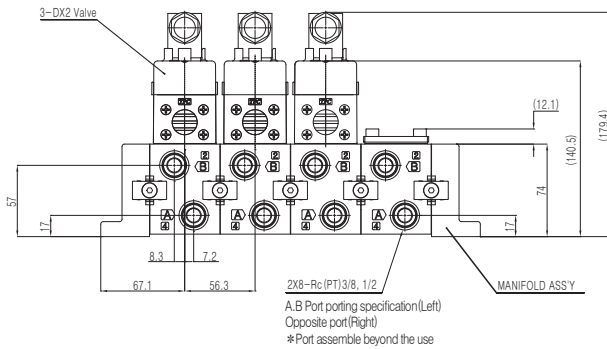 3-DX2 Valve
(12.1)
(140.5)
(179.4)
2
B
2
B
2
B
2
B
57
17
74
17
A
4
A
4
A
4
A
4
8.3
7.2
67.1
56.3
2X8-Rc(PT)3/8, 1/2
MANIFOLD ASS'Y
A.B Port porting specification(Left)
Opposite port(Right)
*Port assemble beyond the use